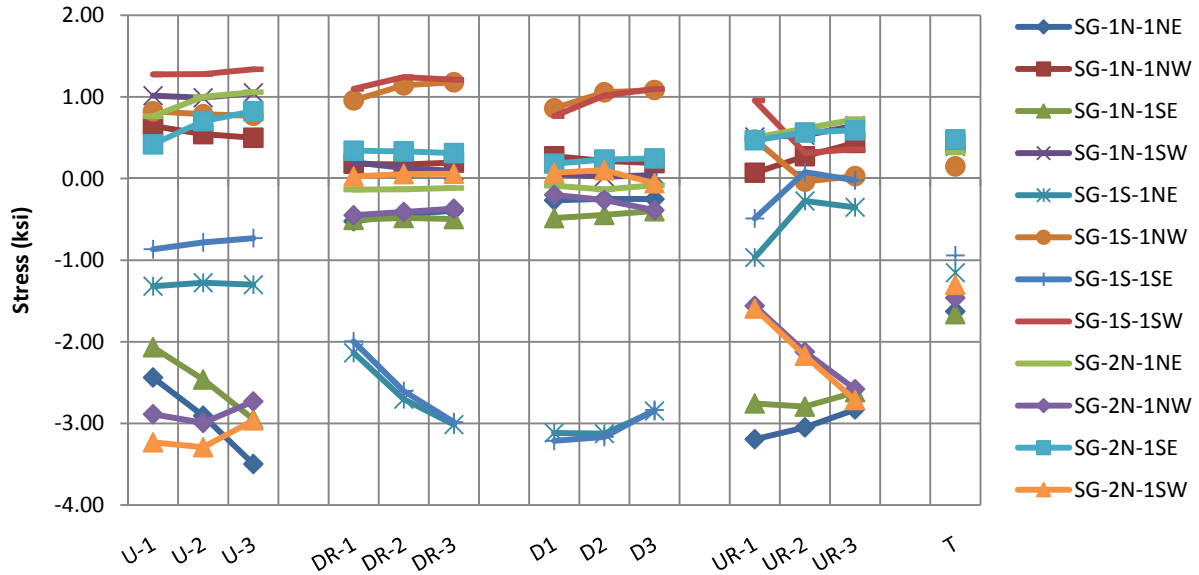 2.00
1.00
0.00
-1.00
-2.00
-3.00
-4.00
Stress (ksi)
U-1
U-2
U-3
DR-1
DR-2
DR-3
D1
D2
D3
UR-1
UR-2
UR-3
T
SG-1N-1NE
SG-1N-1NW
SG-1N-1SE
SG-1N-1SW
SG-1S-1NE
SG-1S-1NW
SG-1S-1SE
SG-1S-1SW
SG-2N-1NE
SG-2N-1NW
SG-2N-1SE
SG-2N-1SW